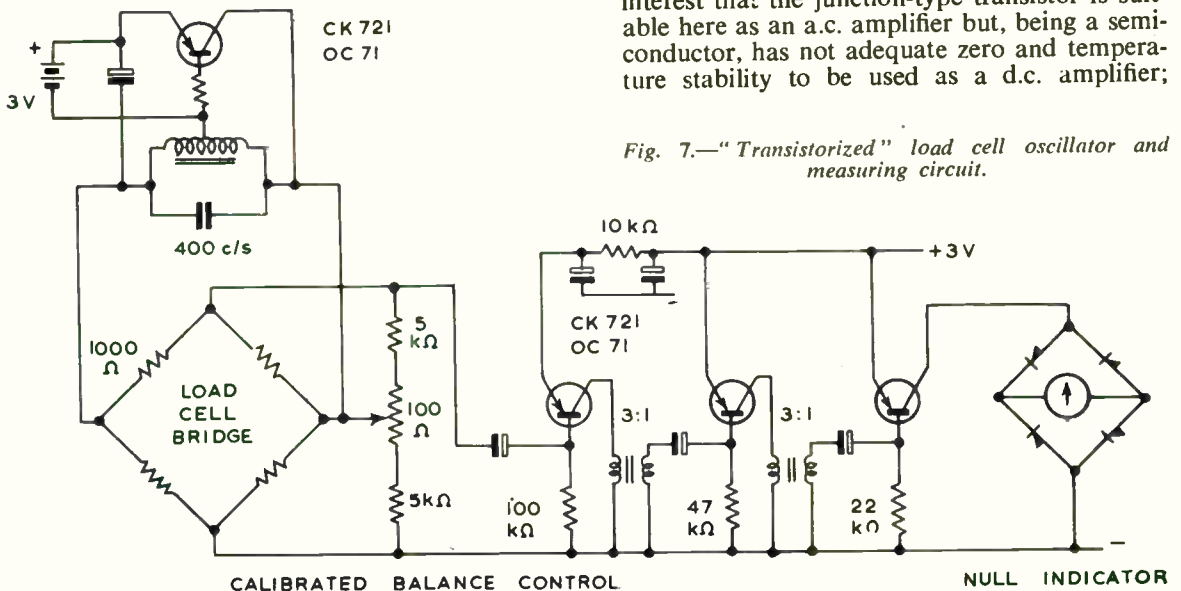 interest that the junction-type transistor is suit-
able here as an a.c. amplifier but, being a semi-
conductor, has not adequate zero and tempera-
ture stability to be used as a d.c. amplifier;
Fig. 7.—“Transistorized” load cell oscillator and
measuring circuit.
CK 721
OC 71
+
3V
400 c/s
1000
Ω
LOAD
CELL
BRIDGE
5
kΩ
100
Ω
5kΩ
10 kΩ
+3V
-
CK 721
OC 71
3:1
3:1
100
kΩ
47
kΩ
22
kΩ
-
CALIBRATED BALANCE CONTROL
NULL INDICATOR